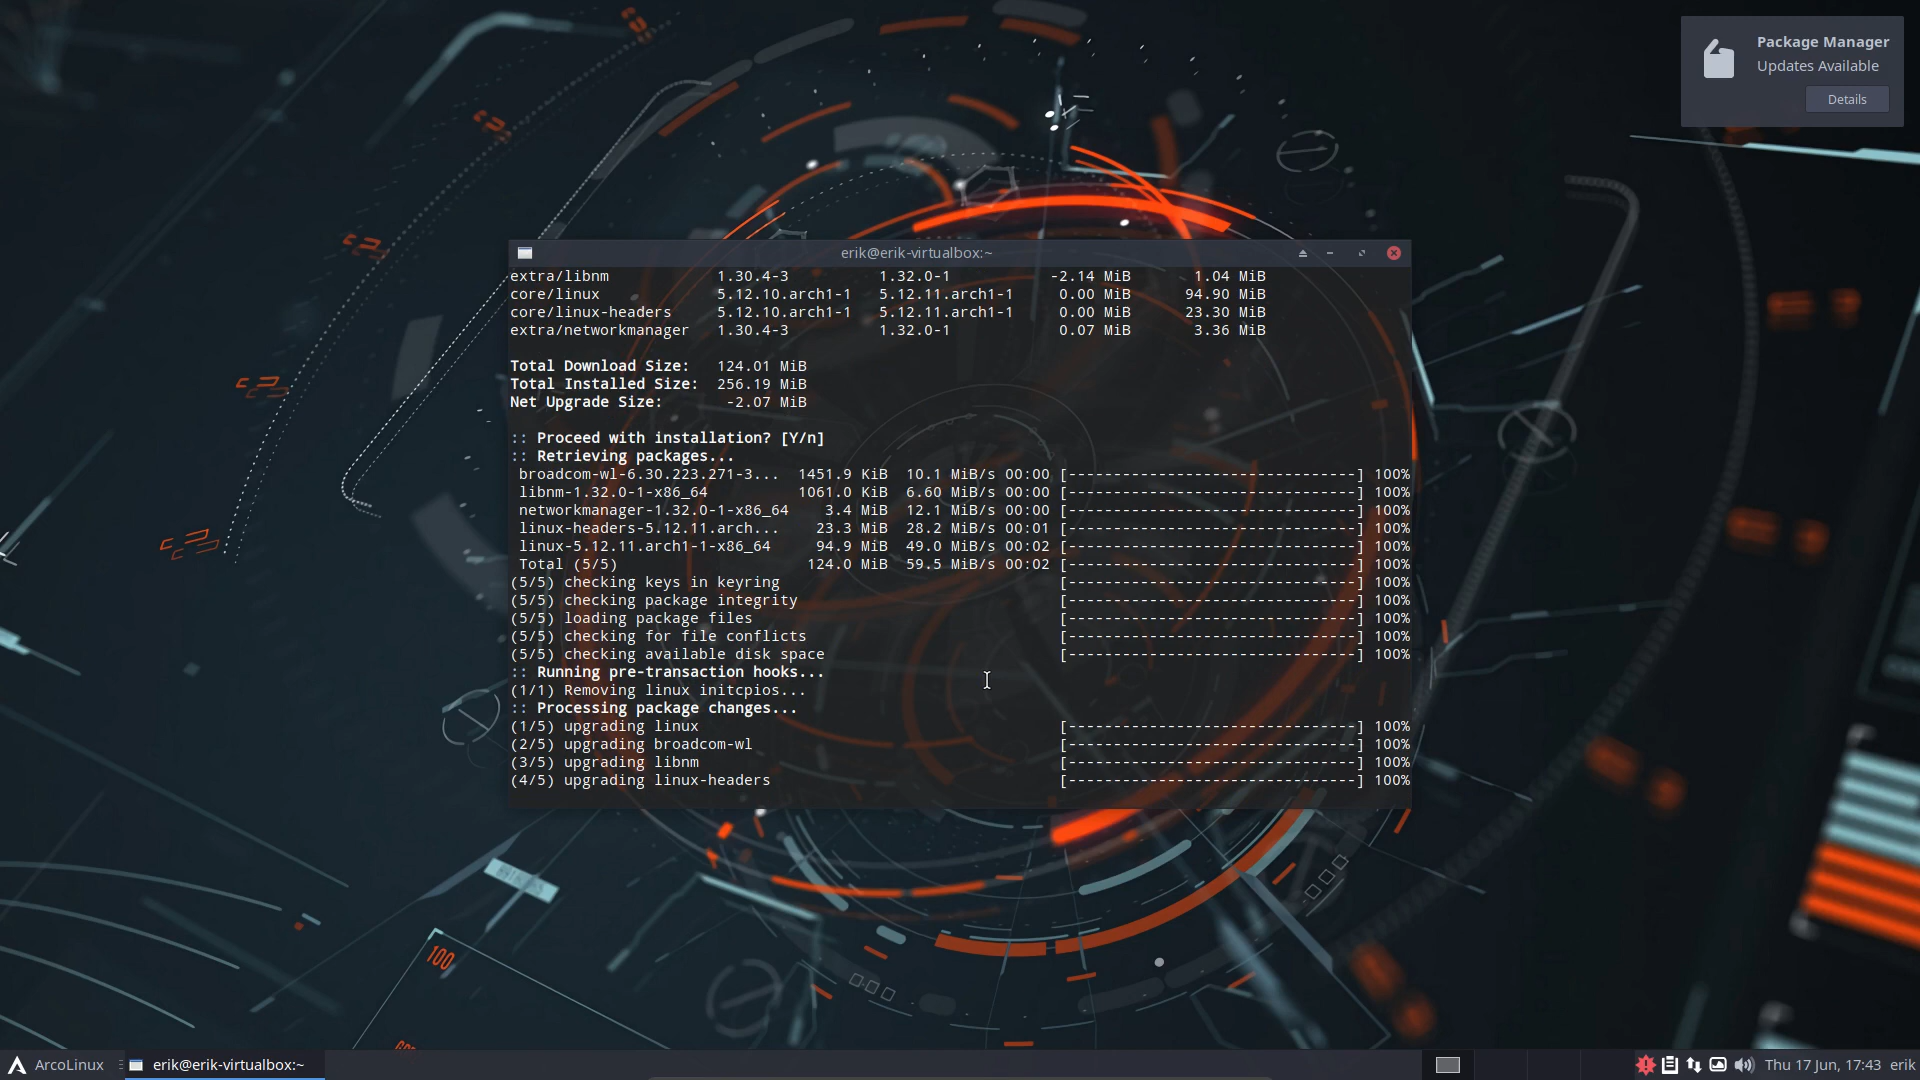 Package Manager
Updates Available
Details
erik@erik-virtualbox:~
extra/libnm 1.30.4-3 1.32.0-1 -2.14 MiB 1.04 MiB
core/linux 5.12.10.arch1-1 5.12.11.arch1-1 0.00 MiB 94.90 MiB
core/linux-headers 5.12.10.arch1-1 5.12.11.arch1-1 0.00 MiB 23.30 MiB
extra/networkmanager 1.30.4-3 1.32.0-1 0.07 MiB 3.36 MiB
Total Download Size: 124.01 MiB
Total Installed Size: 256.19 MiB
Net Upgrade Size: -2.07 MiB
:: Proceed with installation? [Y/n]
:: Retrieving packages...
broadcom-wl-6.30.223.271-3... 1451.9 KiB 10.1 MiB/s 00:00 [--------------------------------] 100%
libnm-1.32.0-1-x86_64 1061.0 KiB 6.60 MiB/s 00:00 [--------------------------------] 100%
networkmanager-1.32.0-1-x86_64 3.4 MiB 12.1 MiB/s 00:00 [--------------------------------] 100%
linux-headers-5.12.11.arch... 23.3 MiB 28.2 MiB/s 00:01 [--------------------------------] 100%
linux-5.12.11.arch1-1-x86_64 94.9 MiB 49.0 MiB/s 00:02 [--------------------------------] 100%
Total (5/5) 124.0 MiB 59.5 MiB/s 00:02 [--------------------------------] 100%
(5/5) checking keys in keyring [--------------------------------] 100%
(5/5) checking package integrity [--------------------------------] 100%
(5/5) loading package files [--------------------------------] 100%
(5/5) checking for file conflicts [--------------------------------] 100%
(5/5) checking available disk space [--------------------------------] 100%
:: Running pre-transaction hooks...
(1/1) Removing linux initcpios...
:: Processing package changes...
(1/5) upgrading linux [--------------------------------] 100%
(2/5) upgrading broadcom-wl [--------------------------------] 100%
(3/5) upgrading libnm [--------------------------------] 100%
(4/5) upgrading linux-headers [--------------------------------] 100%
100
ArcoLinux
erik@erik-virtualbox:~
Thu 17 Jun, 17:43 erik